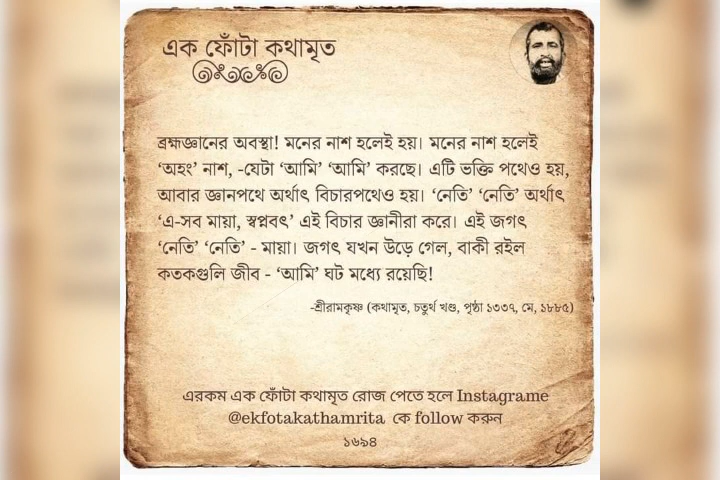 এক ফোঁটা কথামৃত
ব্রহ্মজ্ঞানের অবস্থা! মনের নাশ হলেই হয়। মনের নাশ হলেই
‘অহং’ নাশ, -যেটা ‘আমি’ ‘আমি’ করছে। এটি ভক্তি পথেও হয়,
আবার জ্ঞানপথে অর্থাৎ বিচারপথেও হয়। ‘নেতি’ ‘নেতি’ অর্থাৎ
‘এ-সব মায়া, স্বপ্নবৎ’ এই বিচার জ্ঞানীরা করে। এই জগৎ
‘নেতি’ ‘নেতি’ - মায়া। জগৎ যখন উড়ে গেল, বাকী রইল
কতকগুলি জীব - ‘আমি’ ঘট মধ্যে রয়েছি!
-শ্রীরামকৃষ্ণ (কথামৃত, চতুর্থ খণ্ড, পৃষ্ঠা ১৩৩৭, মে, ১৮৮৫)
এরকম এক ফোঁটা কথামৃত রোজ পেতে হলে Instagrame
@ekfotakathamrita কে follow করুন
১৬৯৪